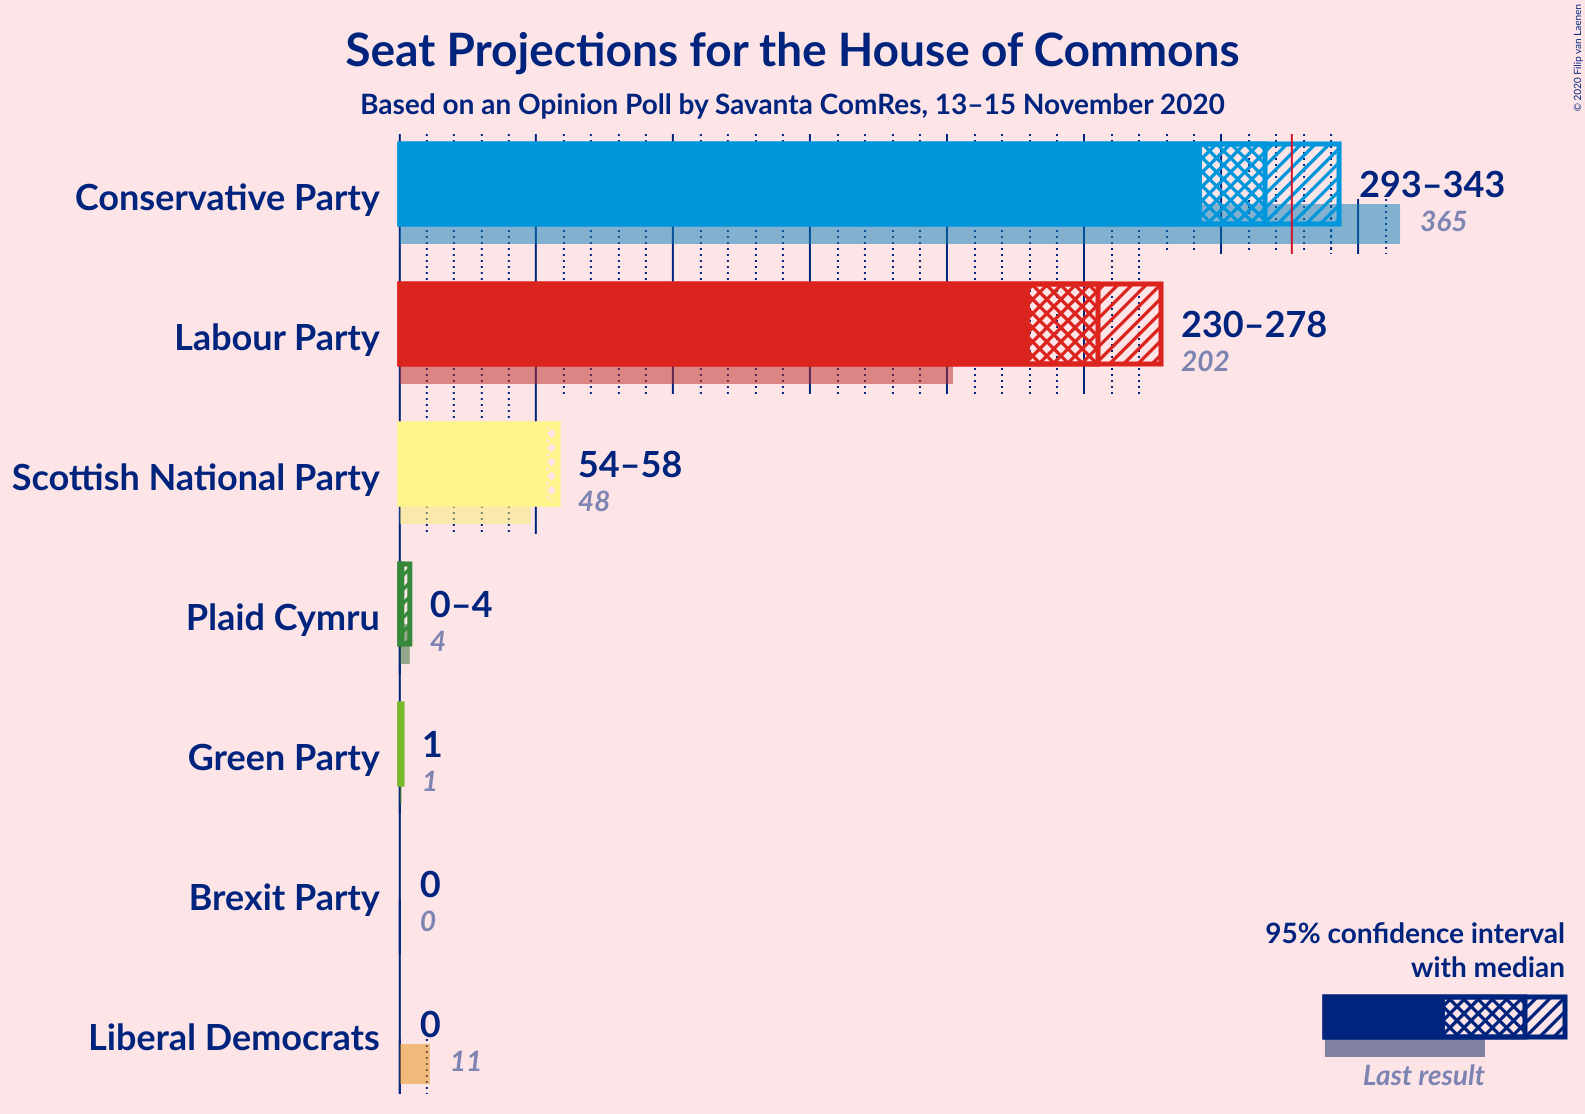 Seat Projections for the House of Commons
Based on an Opinion Poll by Savanta ComRes, 13–15 November 2020
© 2020 Filip van Laenen
Conservative Party
293–343
365
Labour Party
230–278
202
Scottish National Party
54–58
48
Plaid Cymru
0–4
4
Green Party
1
1
Brexit Party
0
0
Liberal Democrats
0
11
95% confidence interval
with median
Last result